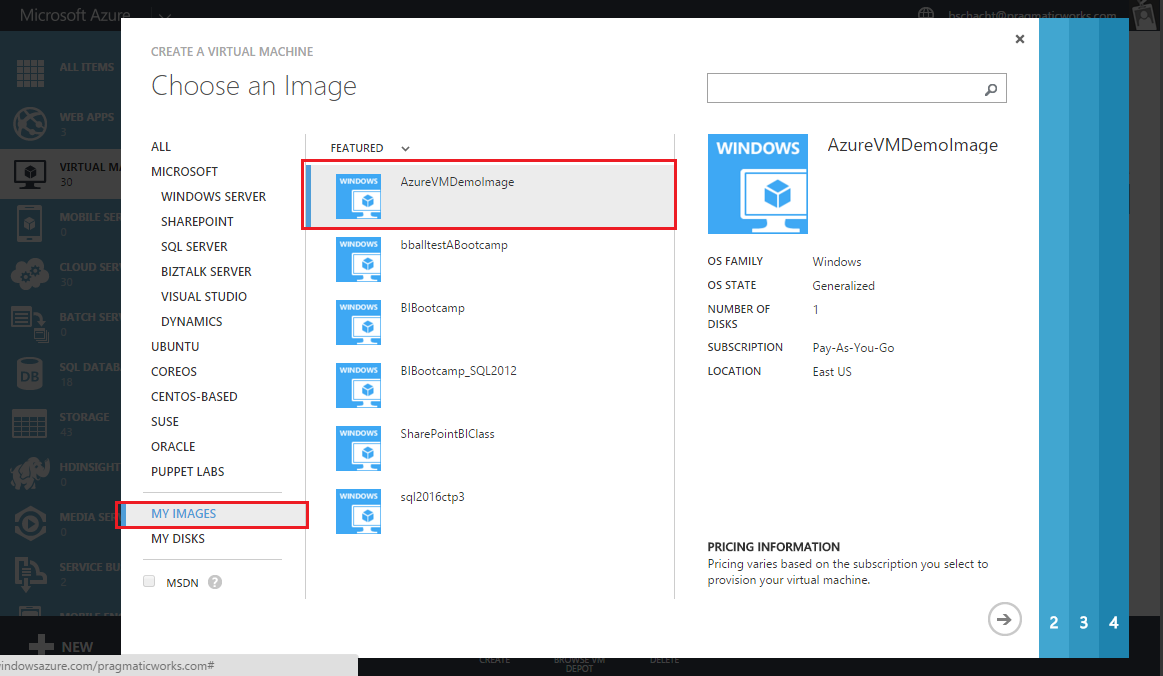 Microsoft Azure
bschacht@pragmaticworks.com
ALL ITEMS
WEB APPS
3
VIRTUAL MA
30
MOBILE SER
0
CLOUD SERV
30
BATCH SERV
0
SQL DATAB
18
STORAGE
43
HDINSIGHT
0
MEDIA SER
0
SERVICE BU
2
MOBILE ENG
NEW
indowsazure.com/pragmaticworks.com#
CREATE A VIRTUAL MACHINE
Choose an Image
ALL
MICROSOFT
WINDOWS SERVER
SHAREPOINT
SQL SERVER
BIZTALK SERVER
VISUAL STUDIO
DYNAMICS
UBUNTU
COREOS
CENTOS-BASED
SUSE
ORACLE
PUPPET LABS
MY IMAGES
MY DISKS
MSDN ?
FEATURED
WINDOWS
AzureVMDemoImage
WINDOWS
bballtestABootcamp
WINDOWS
BIBootcamp
WINDOWS
BIBootcamp_SQL2012
WINDOWS
SharePointBIClass
WINDOWS
sql2016ctp3
WINDOWS
AzureVMDemoImage
OS FAMILY Windows
OS STATE Generalized
NUMBER OF 1
DISKS
SUBSCRIPTION Pay-As-You-Go
LOCATION East US
PRICING INFORMATION
Pricing varies based on the subscription you select to
provision your virtual machine.
2 3 4
CREATE
BROWSE VM
DEPOT
DELETE